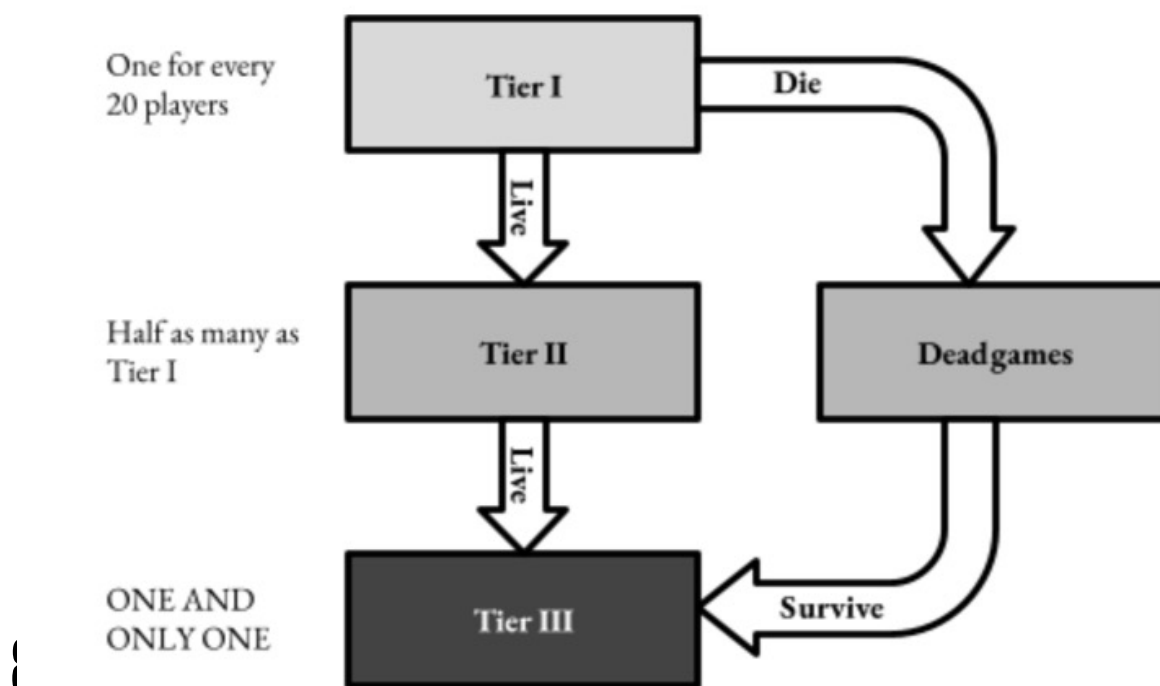 One for every
20 players
Tier I
Die
Live
Half as many as
Tier I
Tier II
Deadgames
Live
ONE AND
ONLY ONE
Tier III
Survive